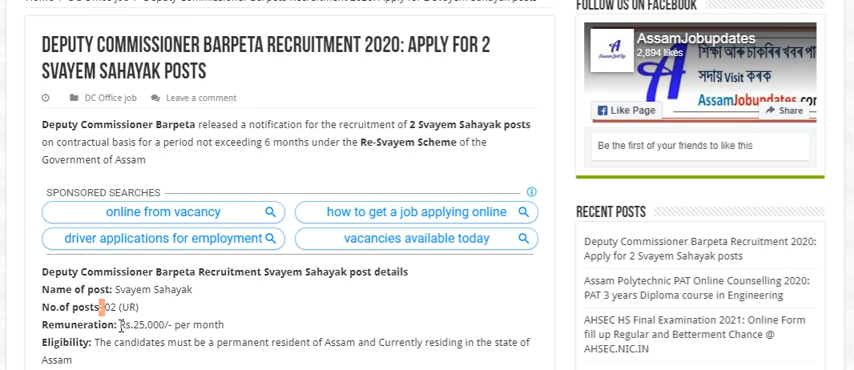 DEPUTY COMMISSIONER BARPETA RECRUITMENT 2020: APPLY FOR 2
SVAYEM SAHAYAK POSTS
DC Office job
Leave a comment
Deputy Commissioner Barpeta released a notification for the recruitment of 2 Svayem Sahayak posts
on contractual basis for a period not exceeding 6 months under the Re-Svayem Scheme of the
Government of Assam
SPONSORED SEARCHES
online from vacancy
how to get a job applying online
driver applications for employment
vacancies available today
Deputy Commissioner Barpeta Recruitment Svayem Sahayak post details
Name of post: Svayem Sahayak
No.of posts: 02 (UR)
Remuneration: Rs.25,000/- per month
Eligibility: The candidates must be a permanent resident of Assam and Currently residing in the state of
Assam
FOLLOW US ON FACEBOOK
AssamJobupdates
2,894 likes
শিক্ষা আৰু চাকৰিৰ খবৰ পা
সদায় Visit কৰক
AssamJobupdates.com
Like Page
Share
Be the first of your friends to like this
RECENT POSTS
Deputy Commissioner Barpeta Recruitment 2020:
Apply for 2 Svayem Sahayak posts
Assam Polytechnic PAT Online Counselling 2020:
PAT 3 years Diploma course in Engineering
AHSEC HS Final Examination 2021: Online Form
fill up Regular and Betterment Chance @
AHSEC.NIC.IN